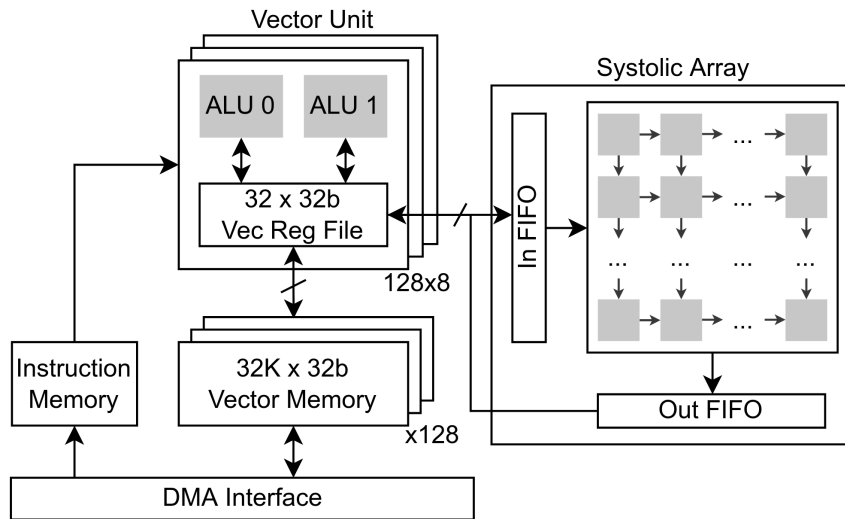 Vector Unit
ALU 0
ALU 1
32 x 32b
Vec Reg File
128x8
32K x 32b
Vector Memory
x128
Instruction
Memory
DMA Interface
Systolic Array
In FIFO
...
...
... ... ... ...
...
Out FIFO